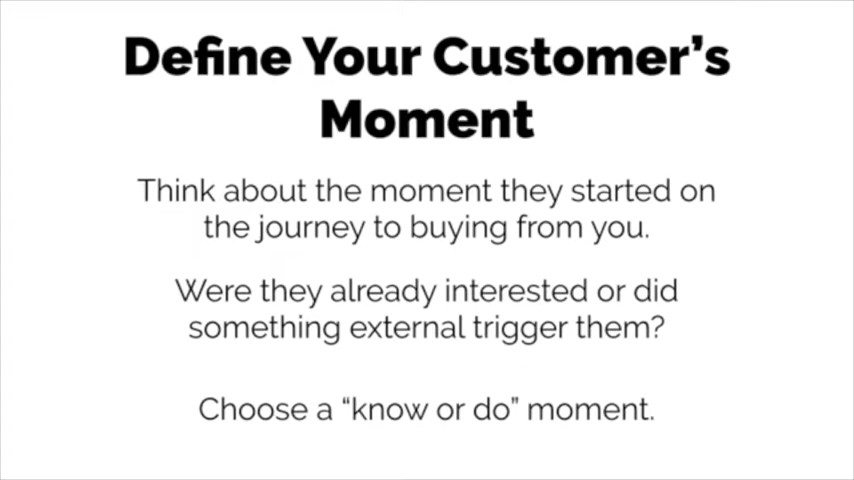 Define Your Customer’s
Moment
Think about the moment they started on
the journey to buying from you.
Were they already interested or did
something external trigger them?
Choose a “know or do” moment.